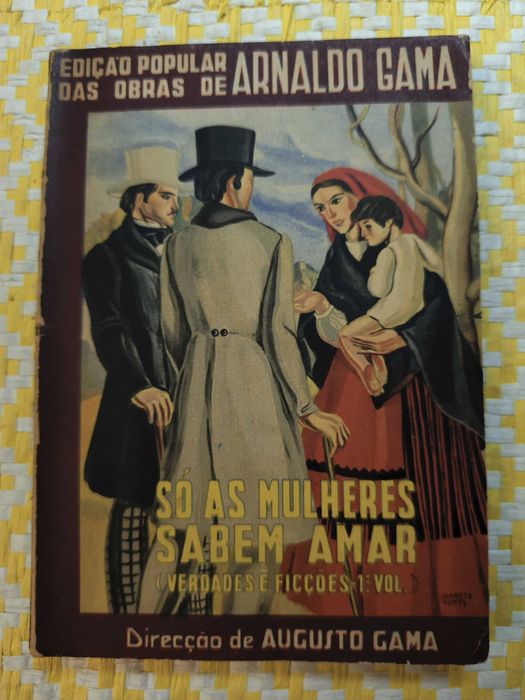 EDIÇÃO POPULAR
DAS OBRAS DE ARNALDO GAMA
SÓ AS MULHERES
SABEM AMAR
(VERDADES E FICÇÕES-1º VOL.)
Direcção de AUGUSTO GAMA